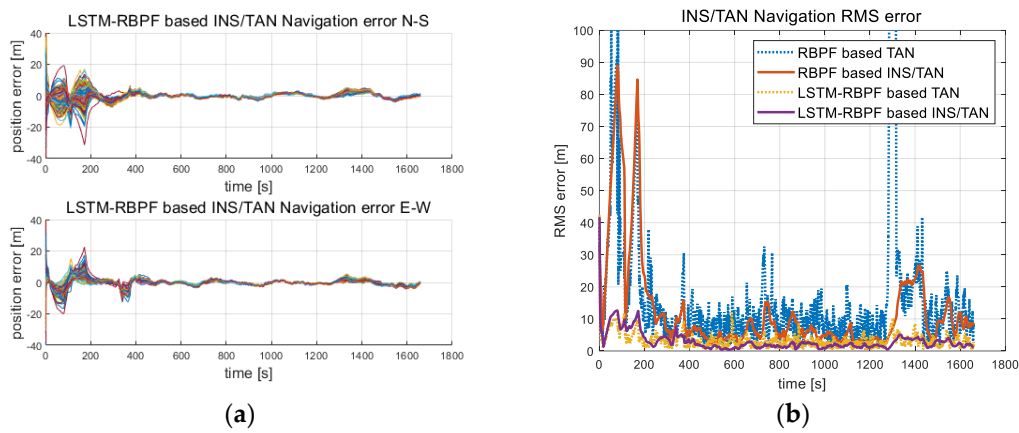 LSTM-RBPF based INS/TAN Navigation error N-S
position error [m]
40
20
0
-20
-40
0 200 400 600 800 1000 1200 1400 1600 1800
time [s]
LSTM-RBPF based INS/TAN Navigation error E-W
position error [m]
40
20
0
-20
-40
0 200 400 600 800 1000 1200 1400 1600 1800
time [s]
(a)
INS/TAN Navigation RMS error
RMS error [m]
100
90
80
70
60
50
40
30
20
10
0
RBPF based TAN
RBPF based INS/TAN
LSTM-RBPF based TAN
LSTM-RBPF based INS/TAN
0 200 400 600 800 1000 1200 1400 1600 1800
time [s]
(b)